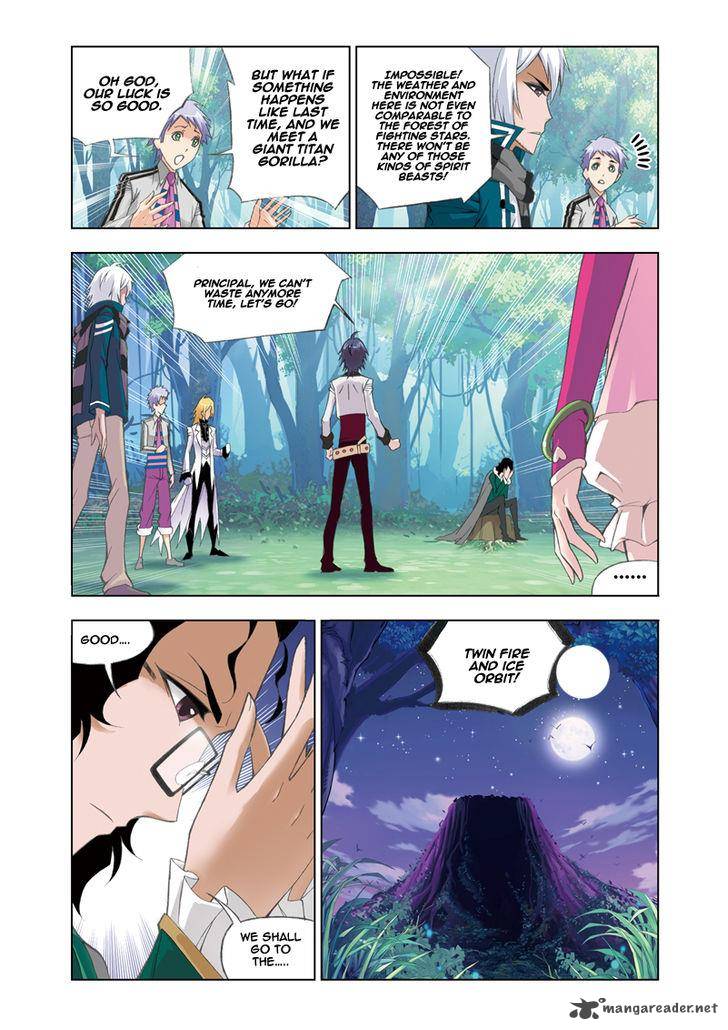 OH GOD,
OUR LUCK IS
SO GOOD.
BUT WHAT IF
SOMETHING
HAPPENS
LIKE LAST
TIME, AND WE
MEET A
GIANT TITAN
GORILLA?
IMPOSSIBLE!
THE WEATHER AND
ENVIRONMENT
HERE IS NOT EVEN
COMPARABLE TO
THE FOREST OF
FIGHTING STARS.
THERE WON'T
BE ANY OF THOSE
KINDS OF SPIRIT
BEASTS!
PRINCIPAL, WE CAN'T
WASTE ANYMORE
TIME, LET'S GO!
......
GOOD....
WE SHALL
GO TO
THE.....
TWIN FIRE
AND ICE
ORBIT!
mangareader.net